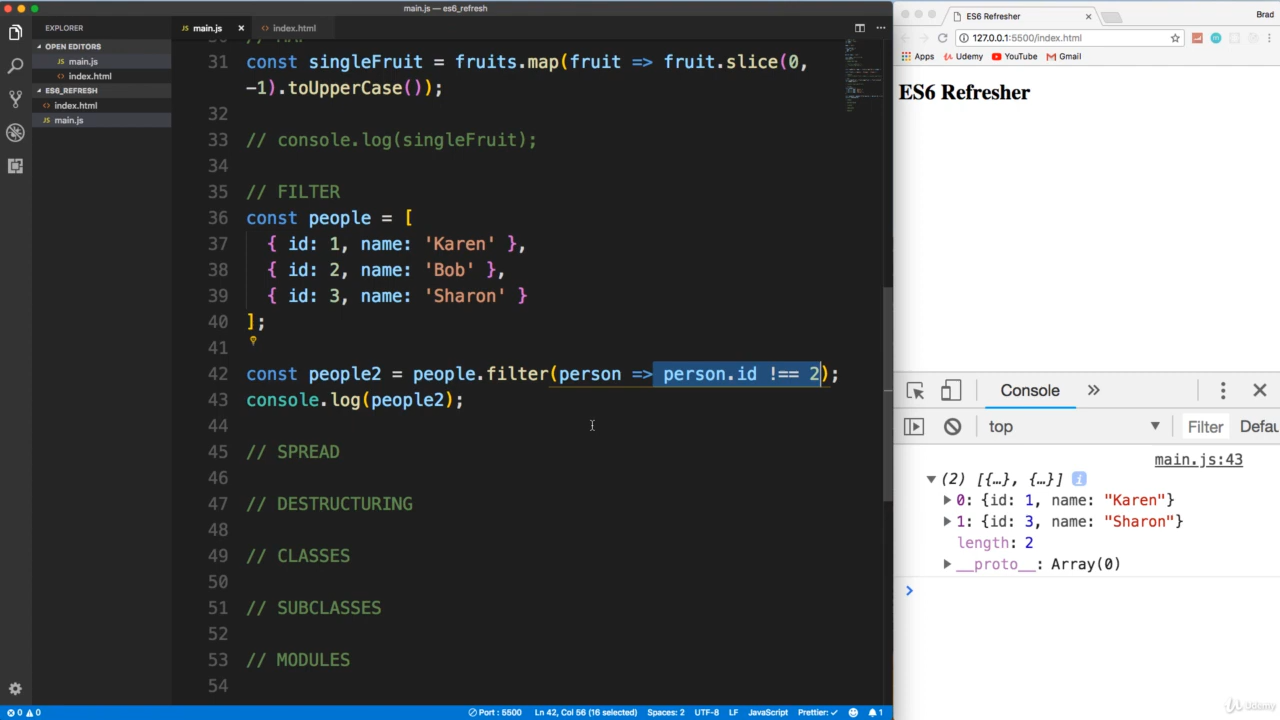 main.js — es6_refresh
EXPLORER
OPEN EDITORS
JS main.js
<> index.html
ES6_REFRESH
<> index.html
JS main.js
JS main.js ×
<> index.html
31 const singleFruit = fruits.map(fruit => fruit.slice(0,
-1).toUpperCase());
32
33 // console.log(singleFruit);
34
35 // FILTER
36 const people = [
37 { id: 1, name: 'Karen' },
38 { id: 2, name: 'Bob' },
39 { id: 3, name: 'Sharon' }
40 ];
41
42 const people2 = people.filter(person => person.id !== 2);
43 console.log(people2);
44
45 // SPREAD
46
47 // DESTRUCTURING
48
49 // CLASSES
50
51 // SUBCLASSES
52
53 // MODULES
54
0 0
Port : 5500
Ln 42, Col 56 (16 selected)
Spaces: 2
UTF-8
LF
JavaScript
Prettier: ✓
1
ES6 Refresher
Brad
127.0.0.1:5500/index.html
Apps
Udemy
YouTube
Gmail
ES6 Refresher
Console
top
Filter
Defau
main.js:43
(2) [{…}, {…}] i
0: {id: 1, name: "Karen"}
1: {id: 3, name: "Sharon"}
length: 2
__proto__: Array(0)
Udemy